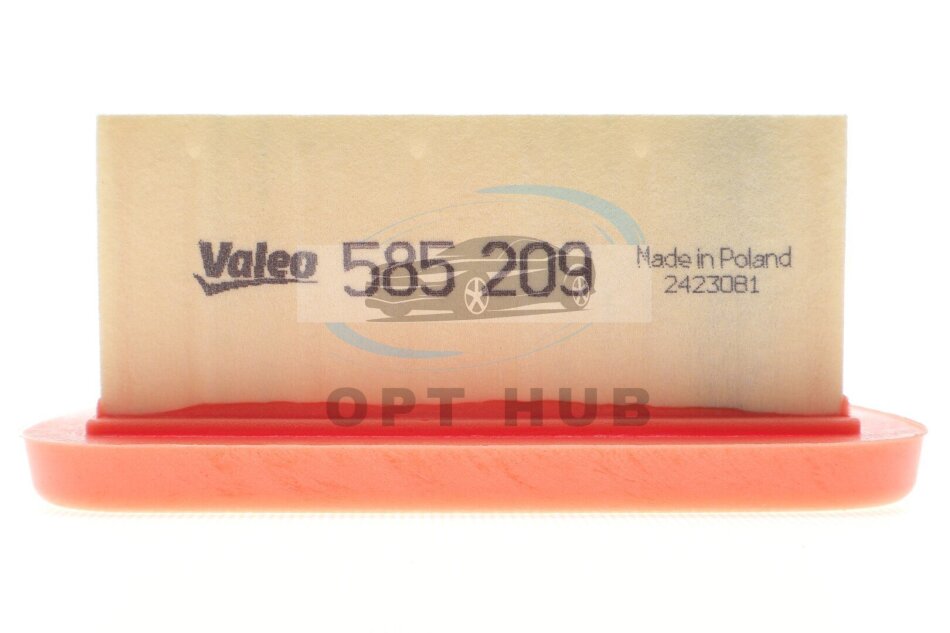 Valeo 585 209 Made in Poland
2423081
OPT HUB